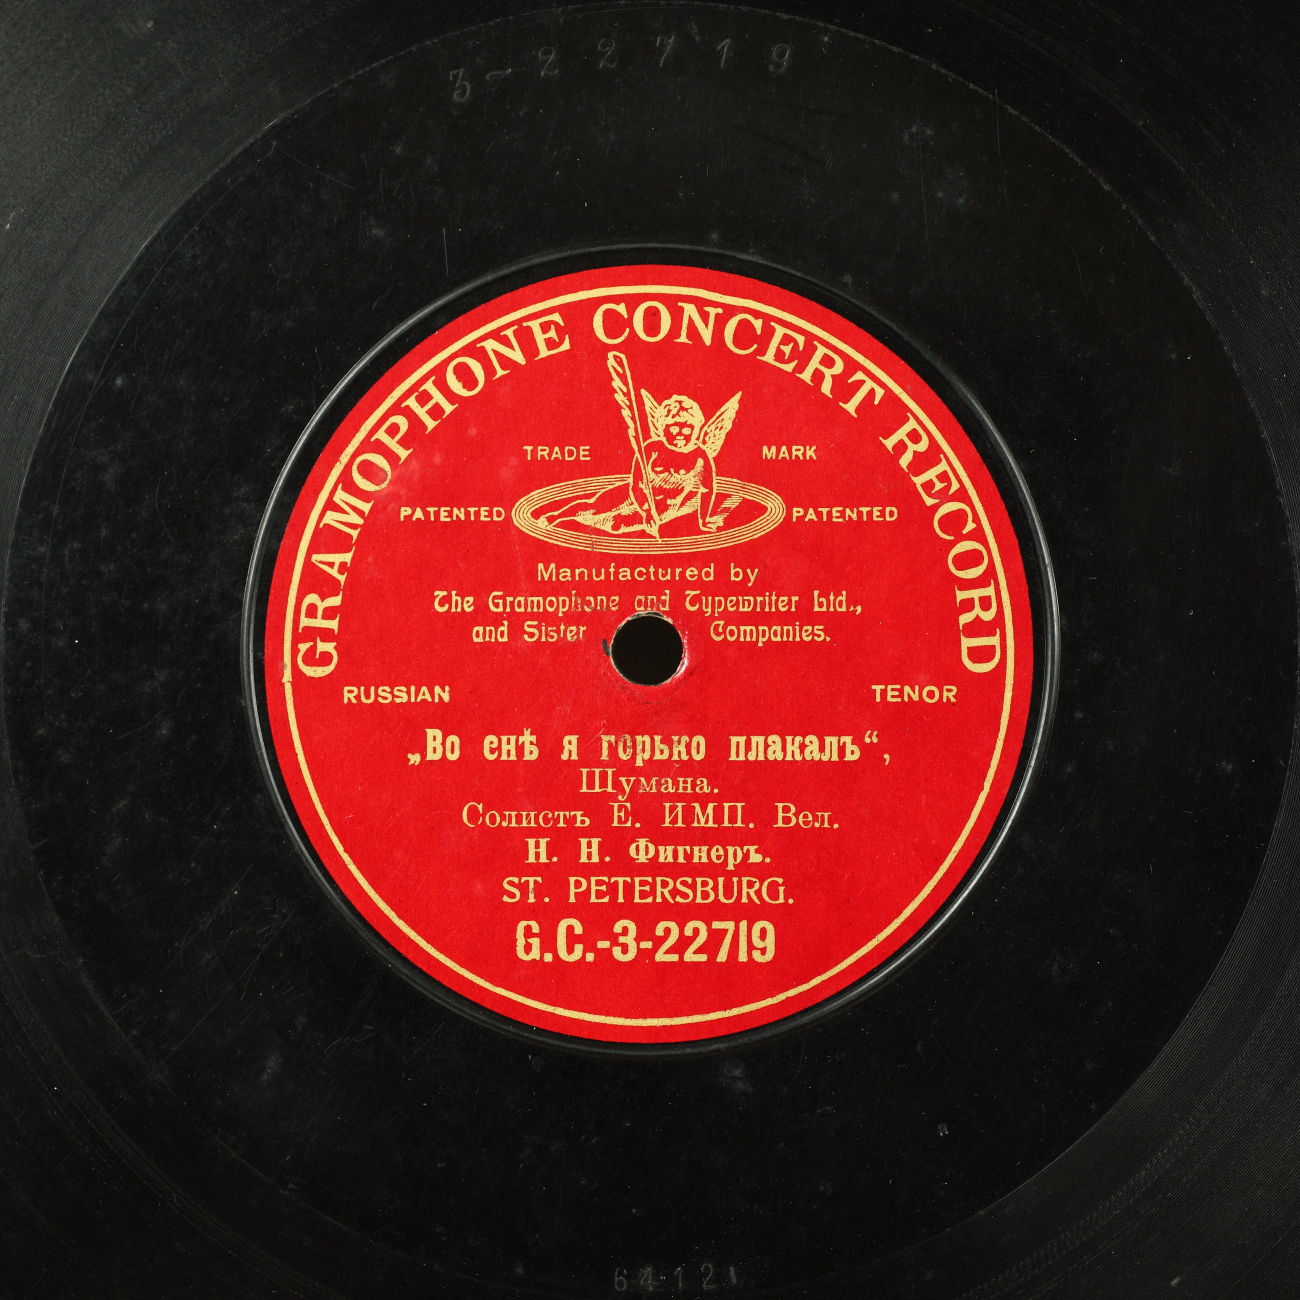 3-22719
GRAMOPHONE CONCERT RECORD
TRADE MARK
PATENTED PATENTED
Manufactured by
The Gramophone and Typewriter Ltd.,
and Sister Companies.
RUSSIAN TENOR
„Во снѣ я горько плакалъ“,
Шумана.
Солистъ Е. ИМП. Вел.
Н. Н. Фигнеръ.
ST. PETERSBURG.
G.C.-3-22719